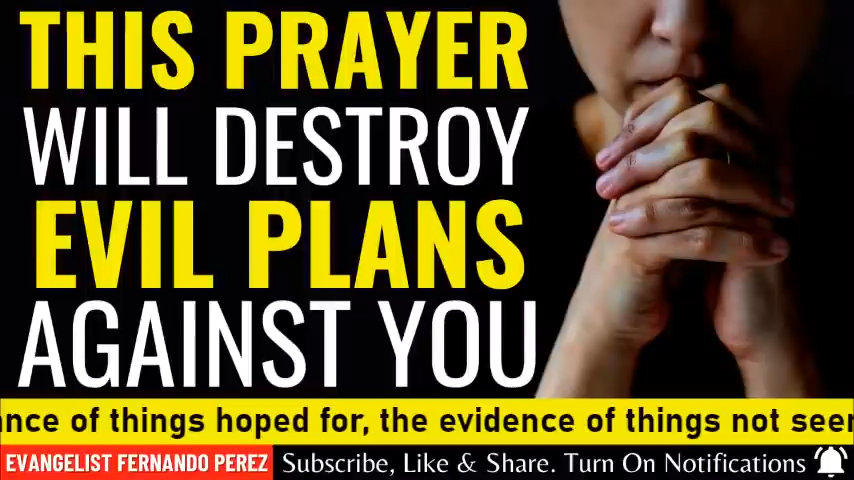 THIS PRAYER
WILL DESTROY
EVIL PLANS
AGAINST YOU
of things hoped for, the evidence of things not
EVANGELIST FERNANDO PEREZ Subscribe, Like & Share. Turn On Notifications